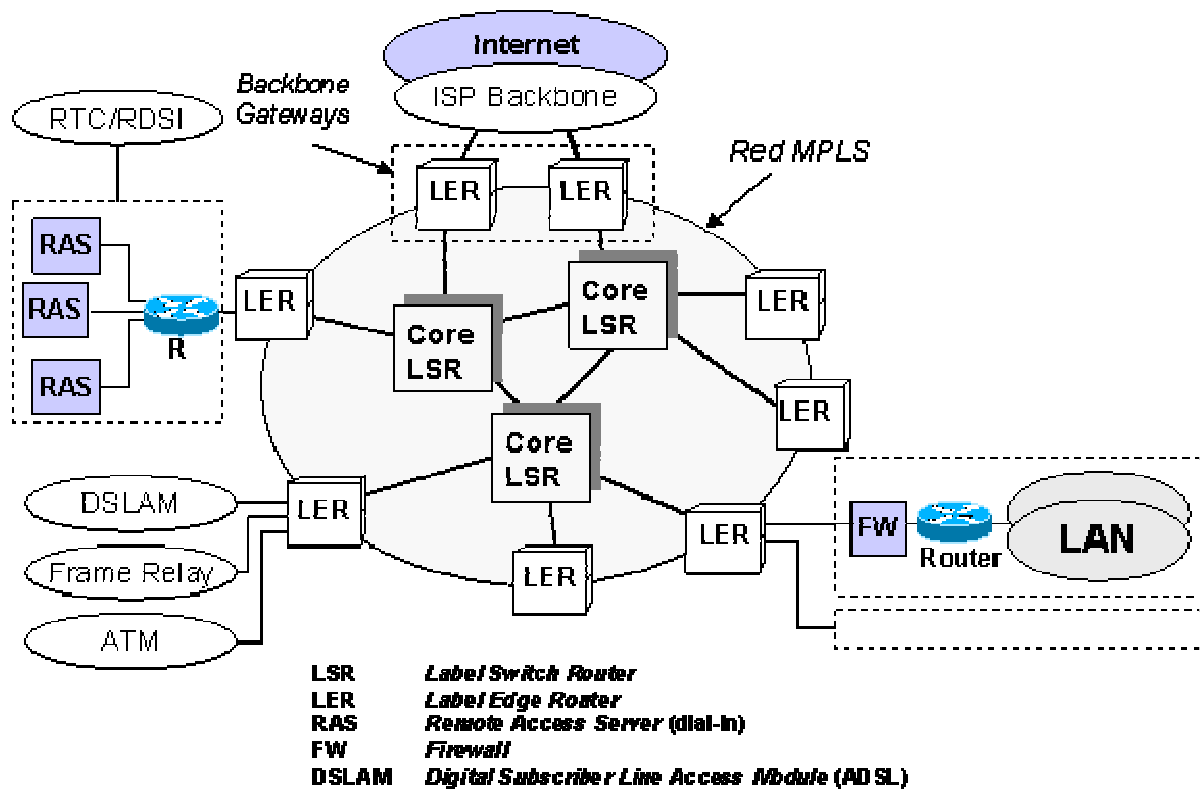 Internet
ISP Backbone
Backbone
Gateways
RTC/RDSI
Red MPLS
LER
LER
RAS
RAS
RAS
R
LER
Core
LSR
Core
LSR
LER
LER
Core
LSR
DSLAM
Frame Relay
ATM
LER
LER
LER
FW
Router
LAN
LSR Label Switch Router
LER Label Edge Router
RAS Remote Access Server (dial-in)
FW Firewall
DSLAM Digital Subscriber Line Access Module (ADSL)